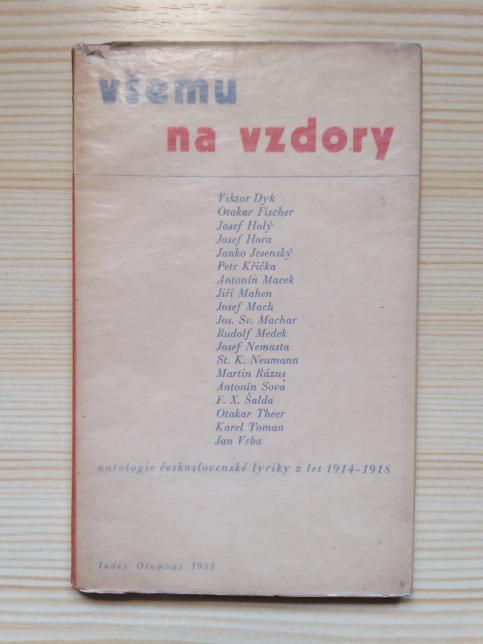 všemu
na vzdory
Viktor Dyk
Otokar Fischer
Josef Holý
Josef Hora
Janko Jesenský
Petr Křička
Antonín Macek
Jiří Mahen
Josef Mach
Jos. Sv. Machar
Rudolf Medek
Josef Nemasta
St. K. Neumann
Martin Rázus
Antonín Sova
F. X. Šalda
Otakar Theer
Karel Toman
Jan Vrba
antologie československé lyriky z let 1914-1918
Index Olomouc 1935